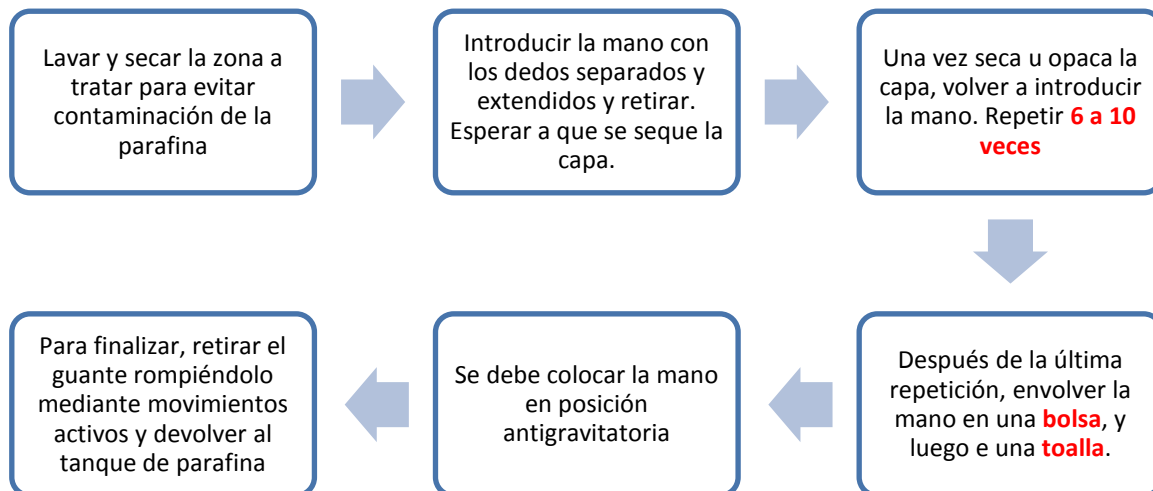 Lavar y secar la zona a
tratar para evitar
contaminación de la
parafina
Introducir la mano con
los dedos separados y
extendidos y retirar.
Esperar a que se seque la
capa.
Una vez seca u opaca la
capa, volver a introducir
la mano. Repetir 6 a 10
veces
Después de la última
repetición, envolver la
mano en una bolsa, y
luego e una toalla.
Se debe colocar la mano
en posición
antigravitatoria
Para finalizar, retirar el
guante rompiéndolo
mediante movimientos
activos y devolver al
tanque de parafina